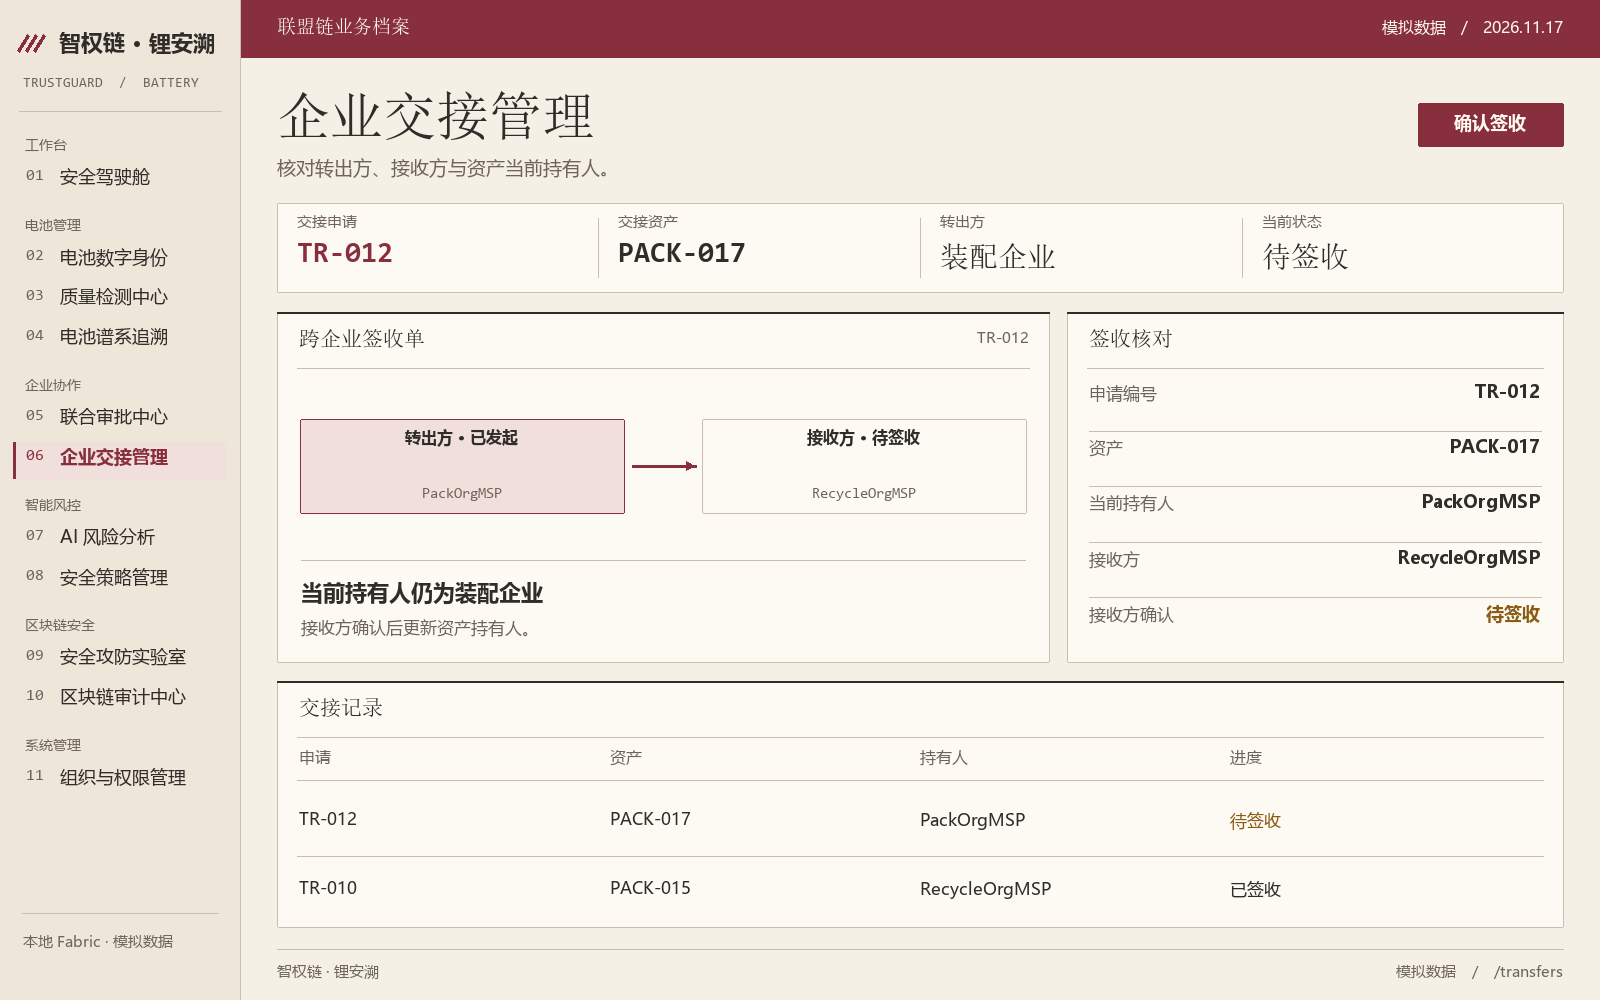 智权链·锂安溯
TRUSTGUARD / BATTERY
工作台
01 安全驾驶舱
电池管理
02 电池数字身份
03 质量检测中心
04 电池谱系追溯
企业协作
05 联合审批中心
06 企业交接管理
智能风控
07 AI 风险分析
08 安全策略管理
区块链安全
09 安全攻防实验室
10 区块链审计中心
系统管理
11 组织与权限管理
本地 Fabric · 模拟数据
联盟链业务档案
模拟数据 / 2026.11.17
企业交接管理
核对转出方、接收方与资产当前持有人。
确认签收
交接申请
TR-012
交接资产
PACK-017
转出方
装配企业
当前状态
待签收
跨企业签收单
TR-012
转出方·已发起
PackOrgMSP
接收方·待签收
RecycleOrgMSP
当前持有人仍为装配企业
接收方确认后更新资产持有人。
签收核对
申请编号 TR-012
资产 PACK-017
当前持有人 PackOrgMSP
接收方 RecycleOrgMSP
接收方确认 待签收
交接记录
申请 资产 持有人 进度
TR-012 PACK-017 PackOrgMSP 待签收
TR-010 PACK-015 RecycleOrgMSP 已签收
智权链 · 锂安溯
模拟数据 / /transfers